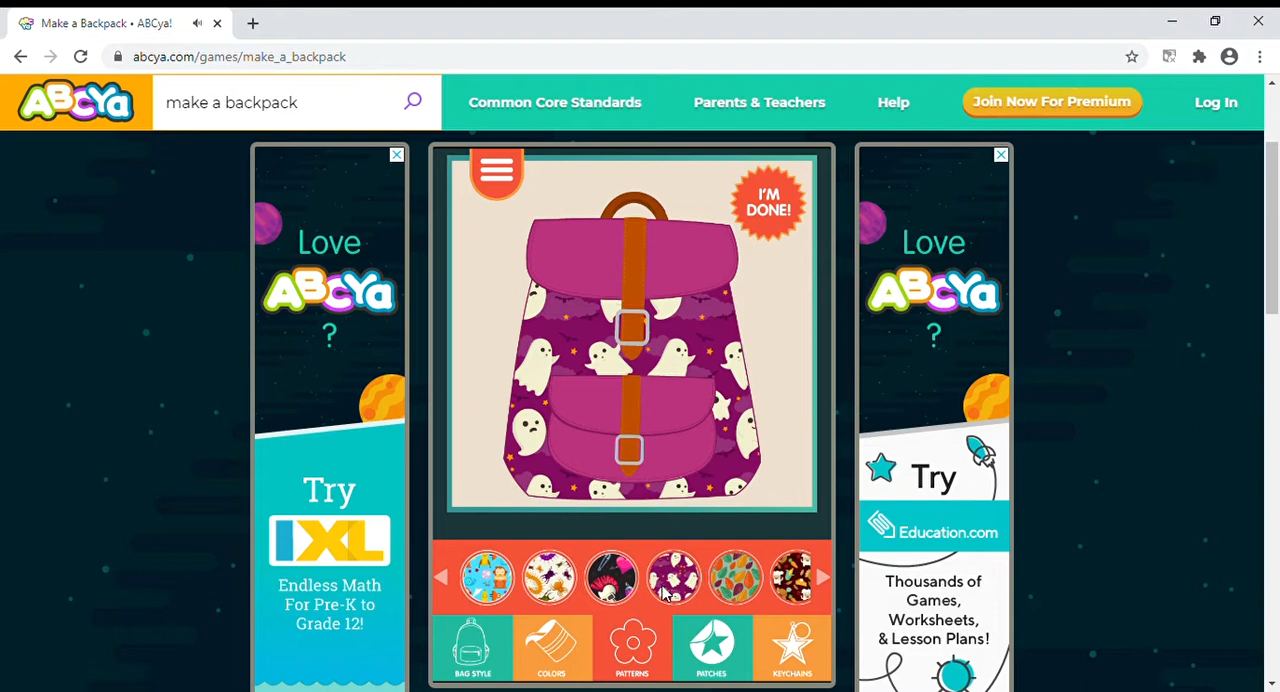 Make a Backpack • ABCya!
abcya.com/games/make_a_backpack
ABCYa
make a backpack
Common Core Standards
Parents & Teachers
Help
Join Now For Premium
Log In
Love
ABCYa
?
Try
IXL
Endless Math
For Pre-K to
Grade 12!
I'M
DONE!
BAG STYLE
COLORS
PATTERNS
PATCHES
KEYCHAINS
Love
ABCYa
?
Try
Education.com
Thousands of
Games,
Worksheets,
& Lesson Plans!